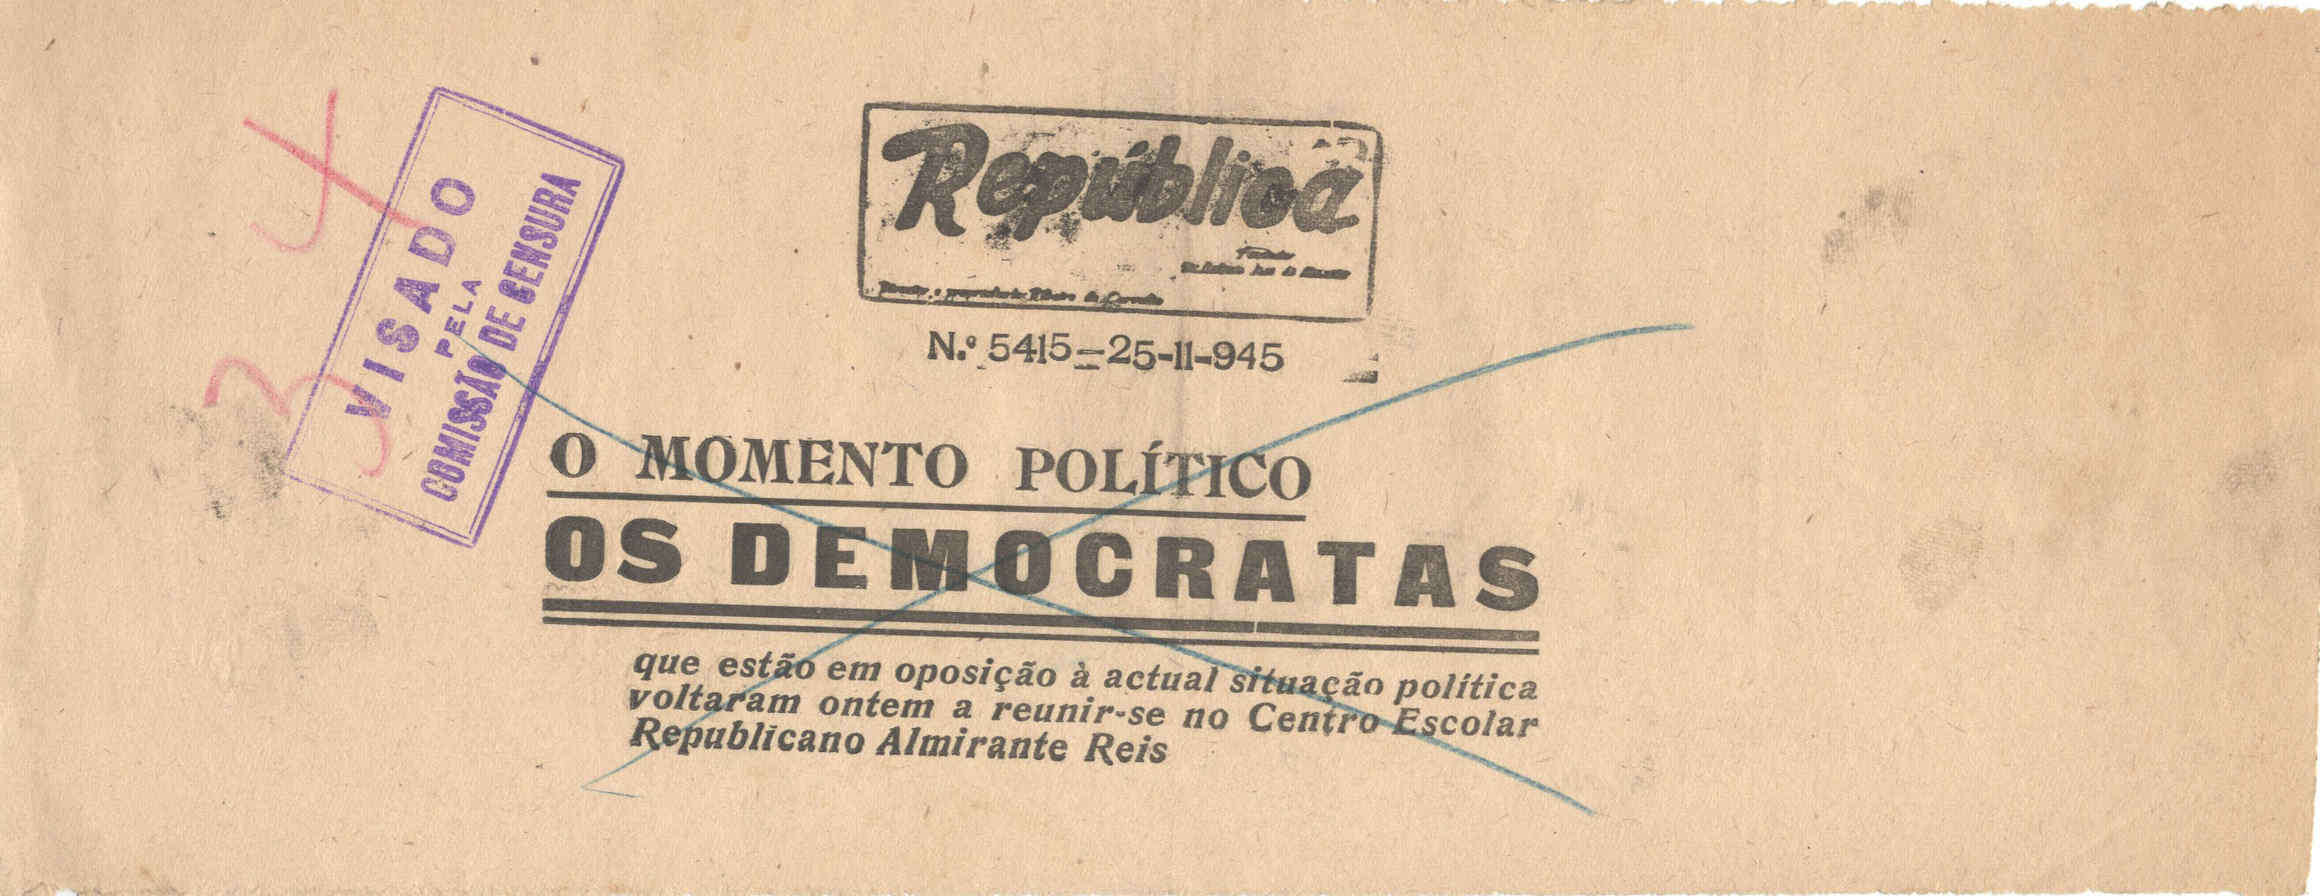 VISADO
PELA
COMISSÃO DE CENSURA
República
N.º 5415=25-11-945
O MOMENTO POLÍTICO
OS DEMOCRATAS
que estão em oposição à actual situação política
voltaram ontem a reunir-se no Centro Escolar
Republicano Almirante Reis